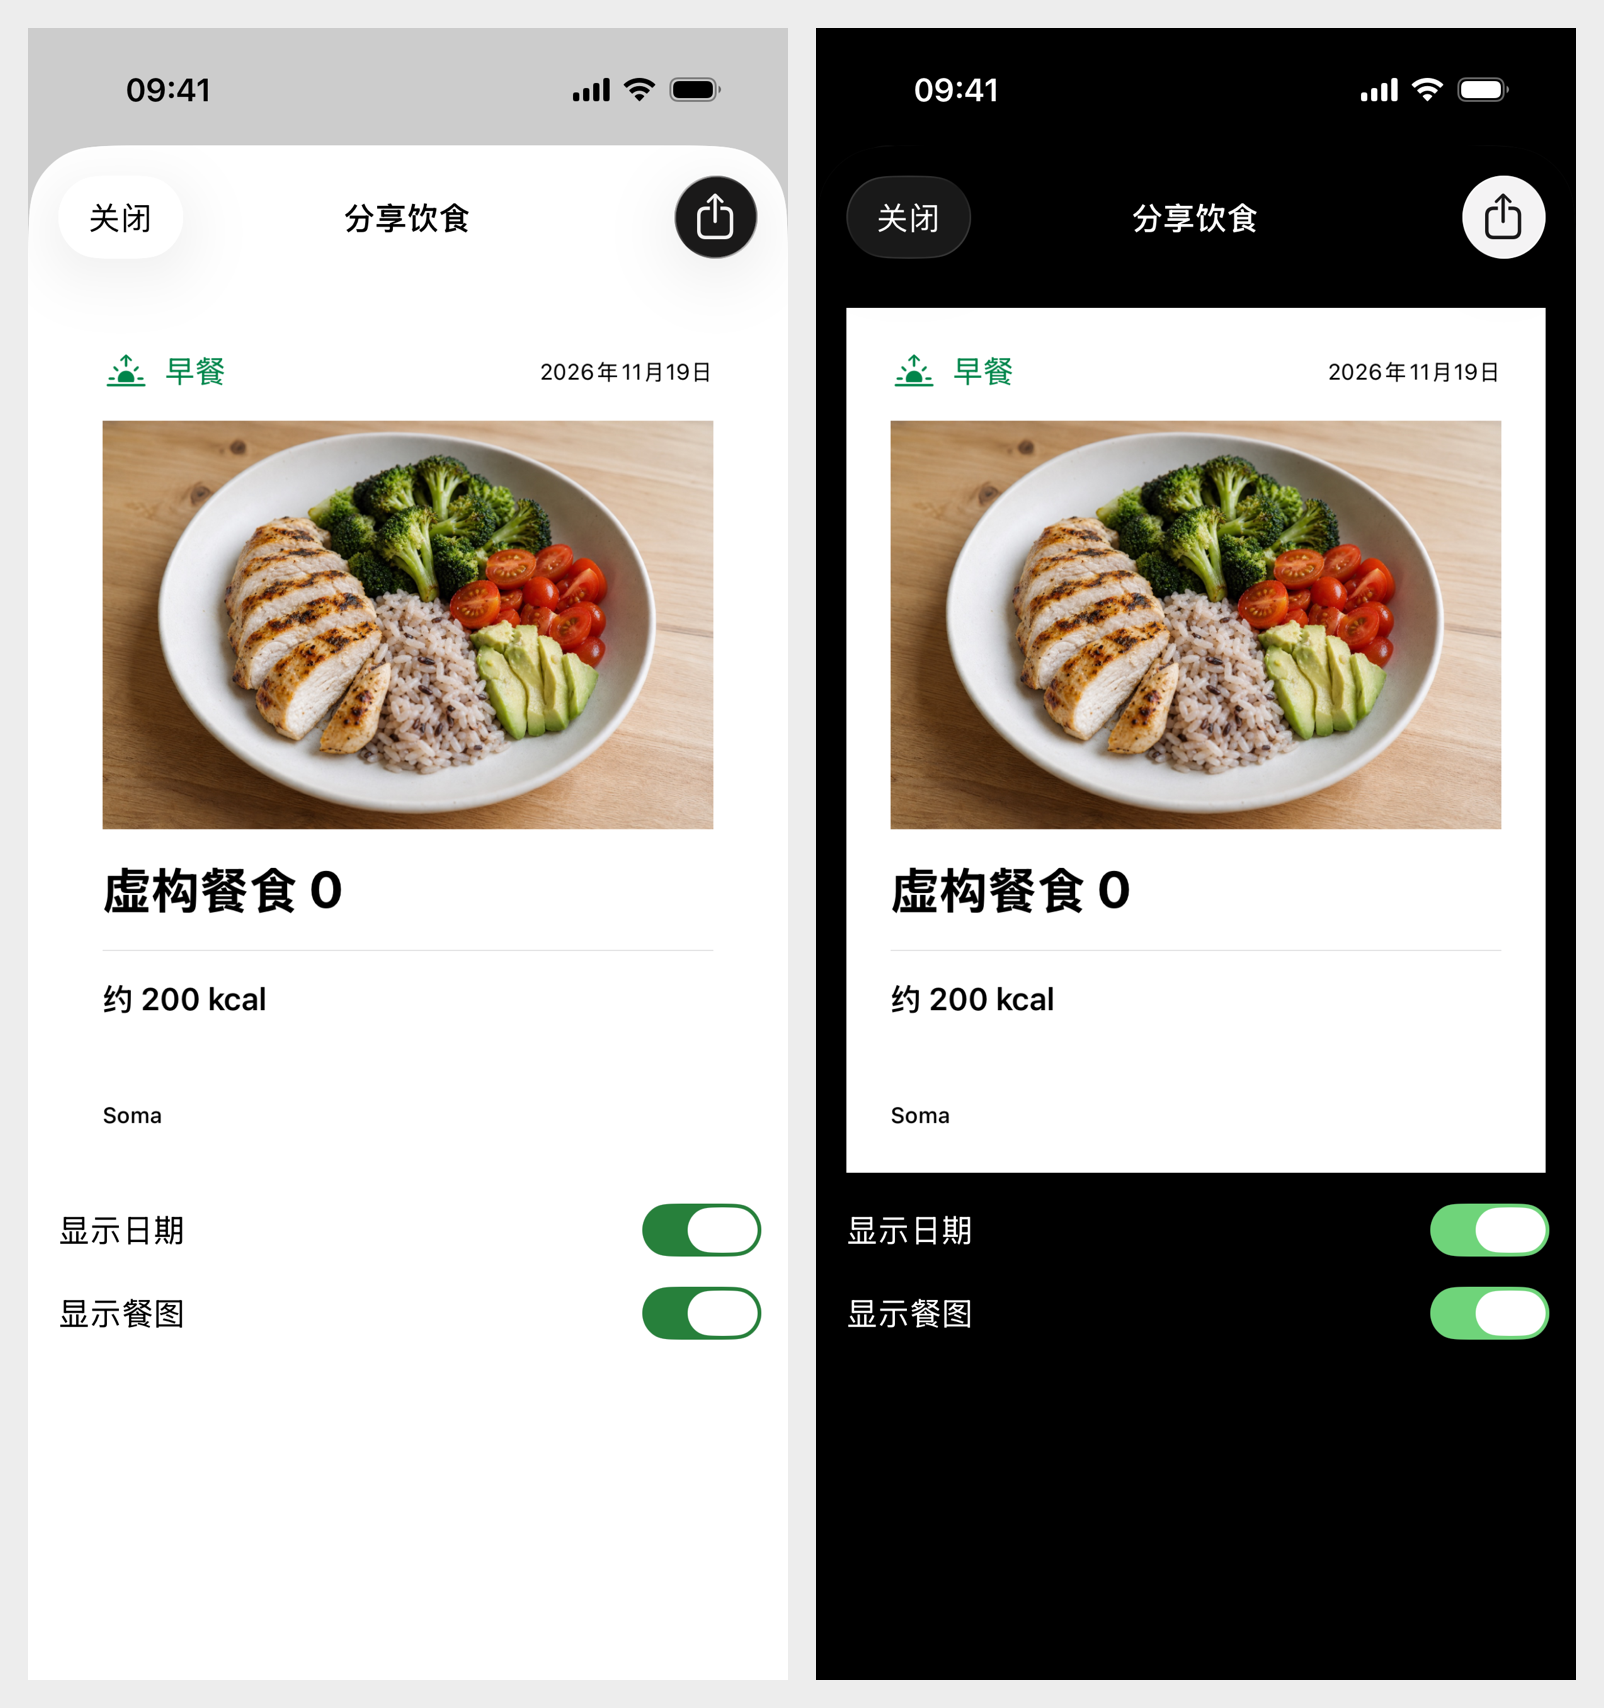 09:41
关闭
分享饮食
早餐
2026年11月19日
虚构餐食 0
约 200 kcal
Soma
显示日期
显示餐图
09:41
关闭
分享饮食
早餐
2026年11月19日
虚构餐食 0
约 200 kcal
Soma
显示日期
显示餐图